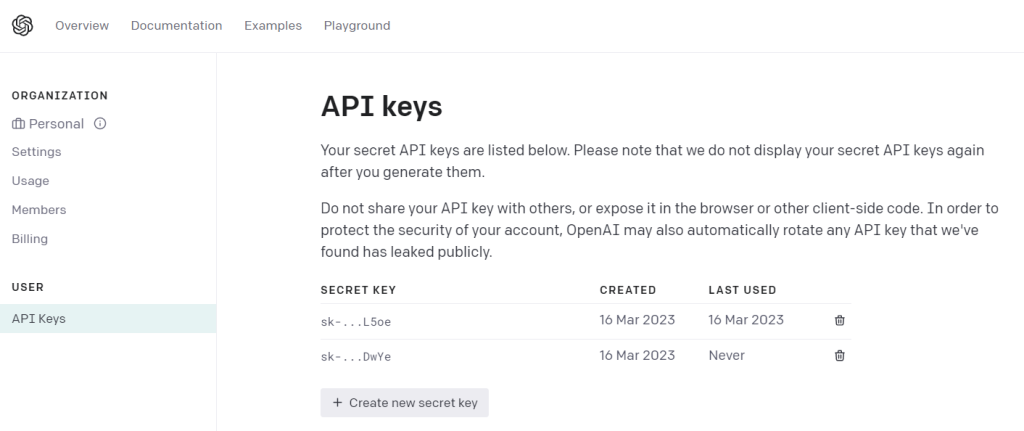 Overview Documentation Examples Playground
ORGANIZATION
Personal
Settings
Usage
Members
Billing
USER
API Keys
API keys
Your secret API keys are listed below. Please note that we do not display your secret API keys again
after you generate them.
Do not share your API key with others, or expose it in the browser or other client-side code. In order to
protect the security of your account, OpenAI may also automatically rotate any API key that we've
found has leaked publicly.
SECRET KEY CREATED LAST USED
sk-...L5oe 16 Mar 2023 16 Mar 2023
sk-...DwYe 16 Mar 2023 Never
+ Create new secret key